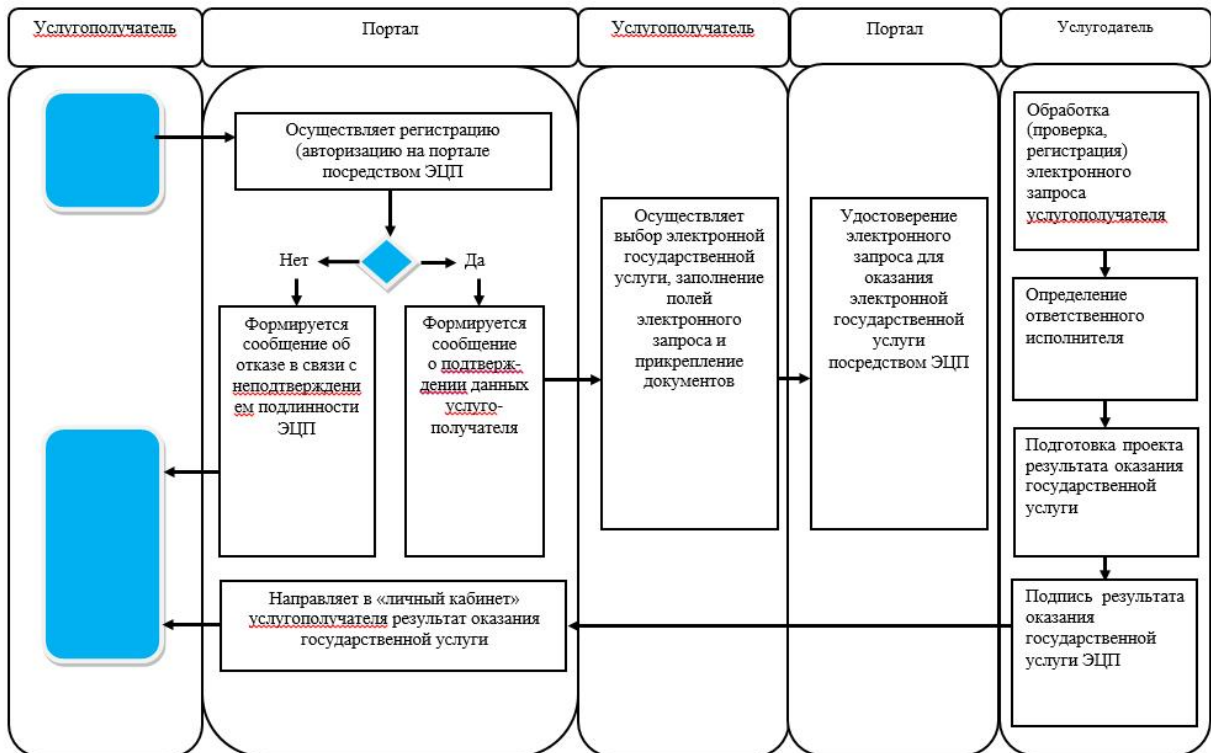 Услугополучатель
Портал
Услугополучатель
Портал
Услугодатель
Осуществляет регистрацию
(авторизацию на портале
посредством ЭЦП
Нет
Да
Формируется
сообщение об
отказе в связи с
неподтверждени
ем подлинности
ЭЦП
Формируется
сообщение
о подтверж-
дении данных
услуго-
получателя
Направляет в «личный кабинет»
услугополучателя результат оказания
государственной услуги
Осуществляет
выбор электронной
государственной
услуги, заполнение
полей
электронного
запроса и
прикрепление
документов
Удостоверение
электронного
запроса для
оказания
электронной
государственной
услуги
посредством ЭЦП
Обработка
(проверка,
регистрация)
электронного
запроса
услугополучателя
Определение
ответственного
исполнителя
Подготовка проекта
результата оказания
государственной
услуги
Подпись результата
оказания
государственной
услуги ЭЦП